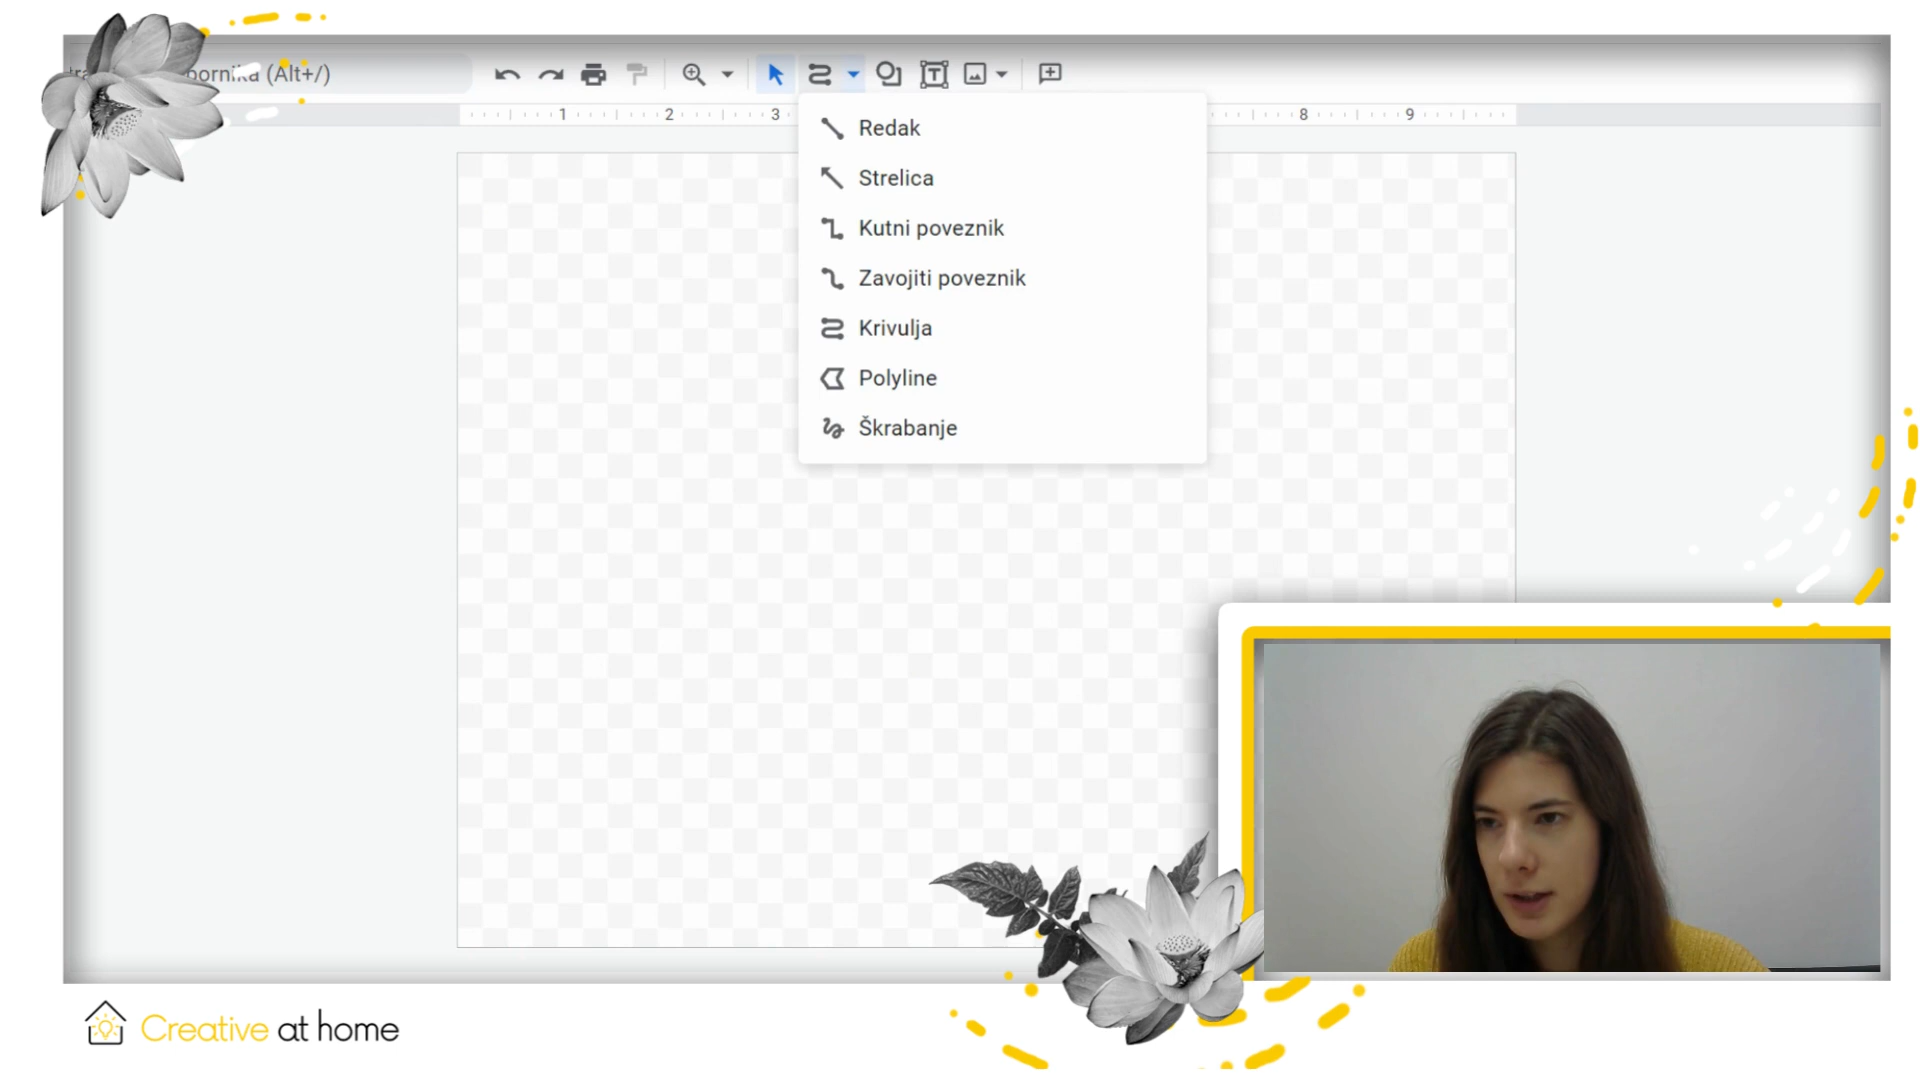 (Alt+/)
1 2 3 8 9
Redak
Strelica
Kutni poveznik
Zavojiti poveznik
Krivulja
Polyline
Škrabanje
Creative at home